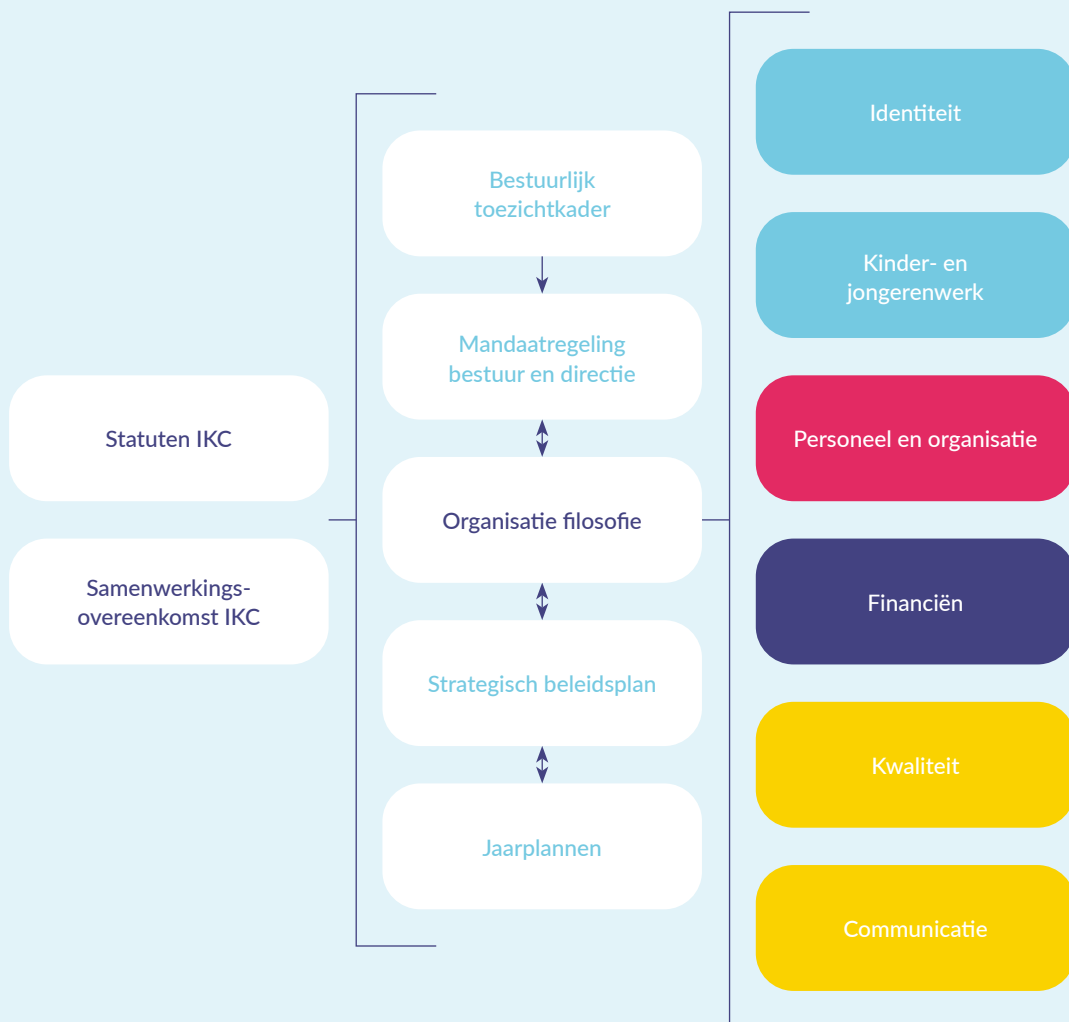 Statuten IKC
Samenwerkings-
overeenkomst IKC
Bestuurlijk
toezichtkader
Mandaatregeling
bestuur en directie
Organisatie filosofie
Strategisch beleidsplan
Jaarplannen
Identiteit
Kinder- en
jongerenwerk
Personeel en organisatie
Financiën
Kwaliteit
Communicatie